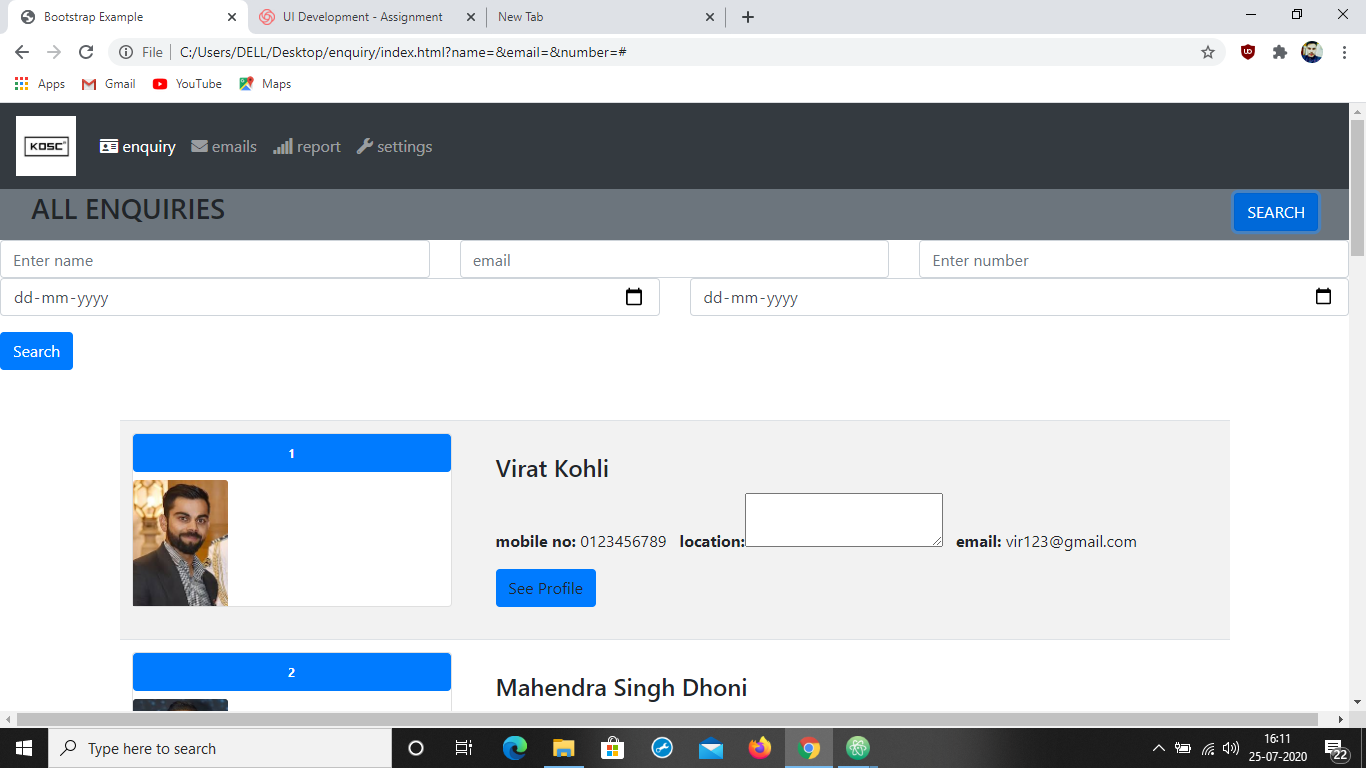 Bootstrap Example
UI Development - Assignment
New Tab
File
C:/Users/DELL/Desktop/enquiry/index.html?name=&email=&number=#
Apps
Gmail
YouTube
Maps
KOSC
enquiry
emails
report
settings
ALL ENQUIRIES
SEARCH
Enter name
email
Enter number
dd-mm-yyyy
dd-mm-yyyy
Search
1
Virat Kohli
mobile no: 0123456789 location: email: vir123@gmail.com
See Profile
2
Mahendra Singh Dhoni
Type here to search
16:11
25-07-2020
22